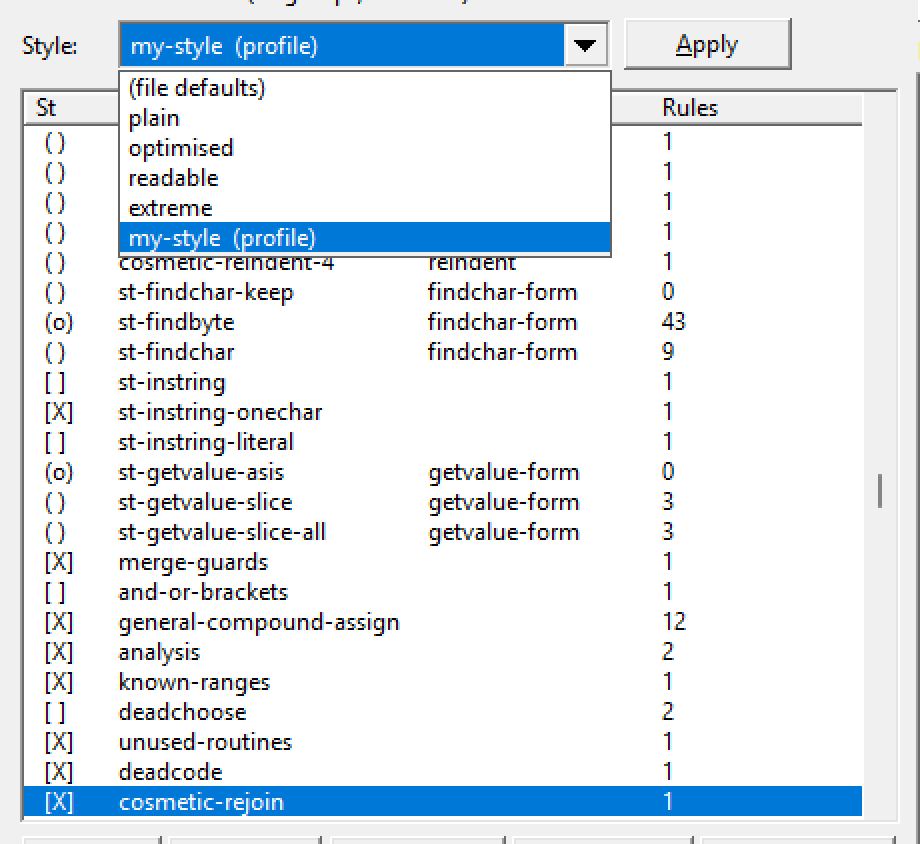 Style: my-style (profile) Apply
(file defaults)
plain
optimised
readable
extreme
my-style (profile)
St Rules
( ) 1
( ) 1
( ) 1
( ) 1
( ) cosmetic-reindent-4 reindent 1
( ) st-findchar-keep findchar-form 0
(o) st-findbyte findchar-form 43
( ) st-findchar findchar-form 9
[ ] st-instring 1
[X] st-instring-onechar 1
[ ] st-instring-literal 1
(o) st-getvalue-asis getvalue-form 0
( ) st-getvalue-slice getvalue-form 3
( ) st-getvalue-slice-all getvalue-form 3
[X] merge-guards 1
[ ] and-or-brackets 1
[X] general-compound-assign 12
[X] analysis 2
[X] known-ranges 1
[ ] deadchoose 2
[X] unused-routines 1
[X] deadcode 1
[X] cosmetic-rejoin 1